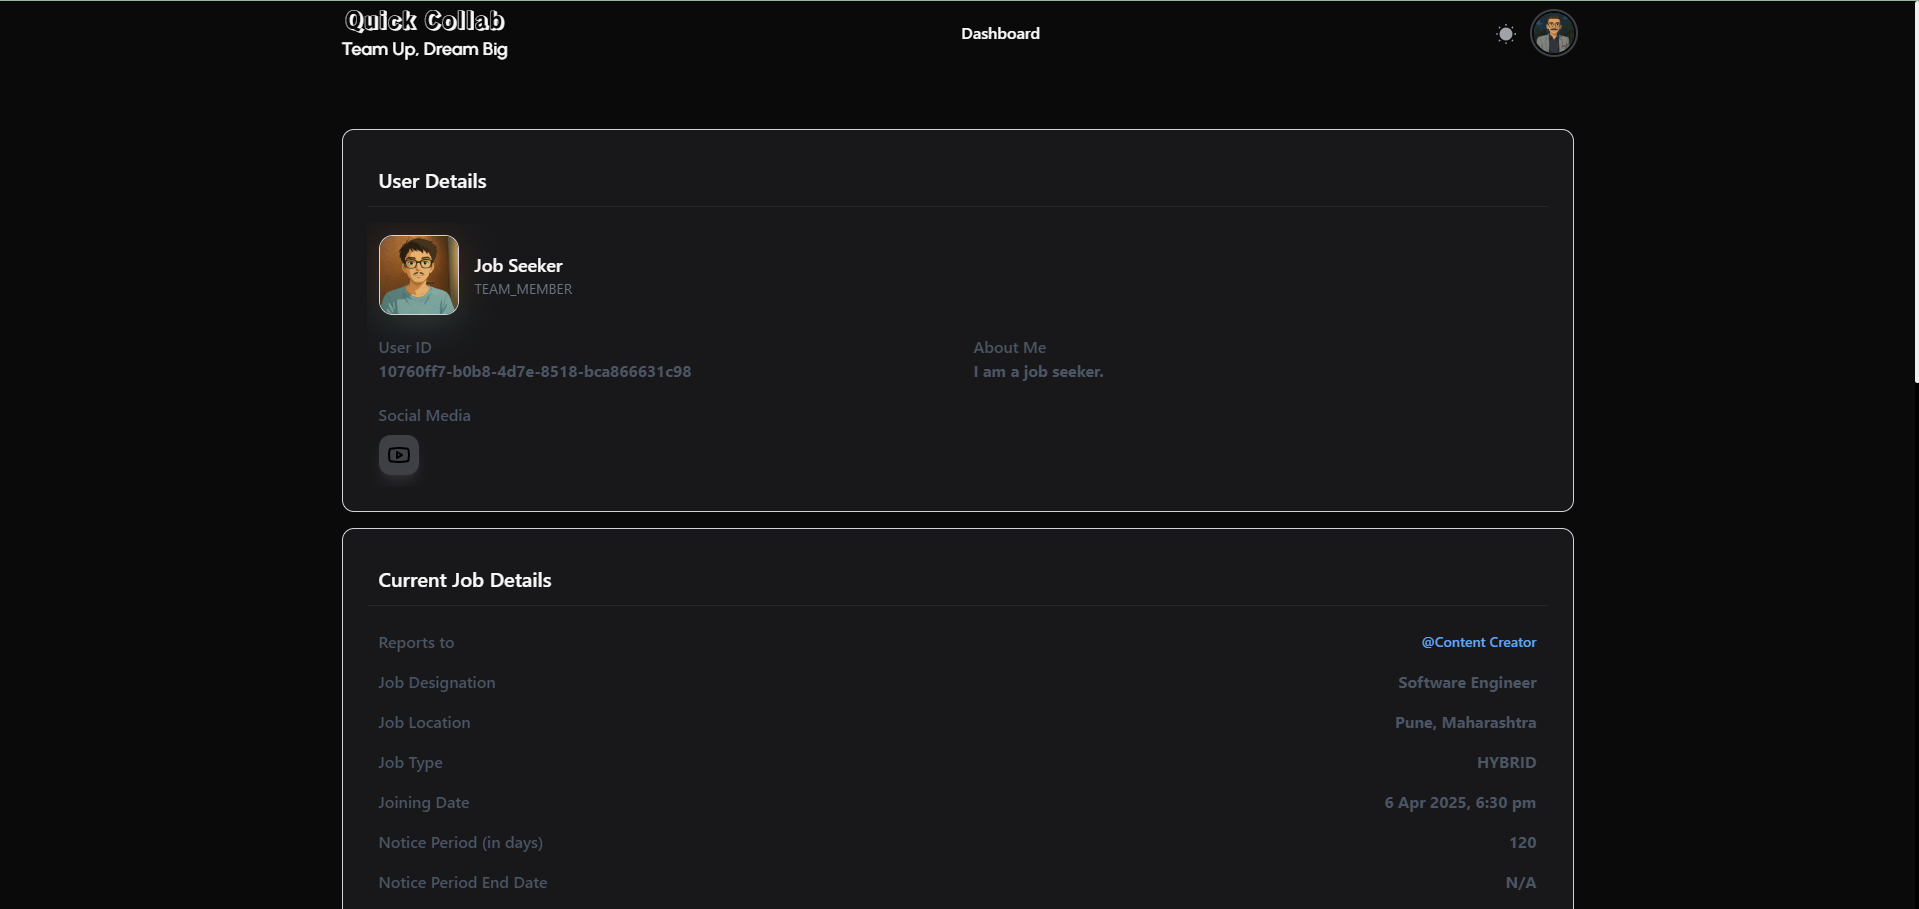 Quick Collab
Team Up, Dream Big
Dashboard
User Details
Job Seeker
TEAM_MEMBER
User ID
10760ff7-b0b8-4d7e-8518-bca866631c98
About Me
I am a job seeker.
Social Media
Current Job Details
Reports to @Content Creator
Job Designation Software Engineer
Job Location Pune, Maharashtra
Job Type HYBRID
Joining Date 6 Apr 2025, 6:30 pm
Notice Period (in days) 120
Notice Period End Date N/A